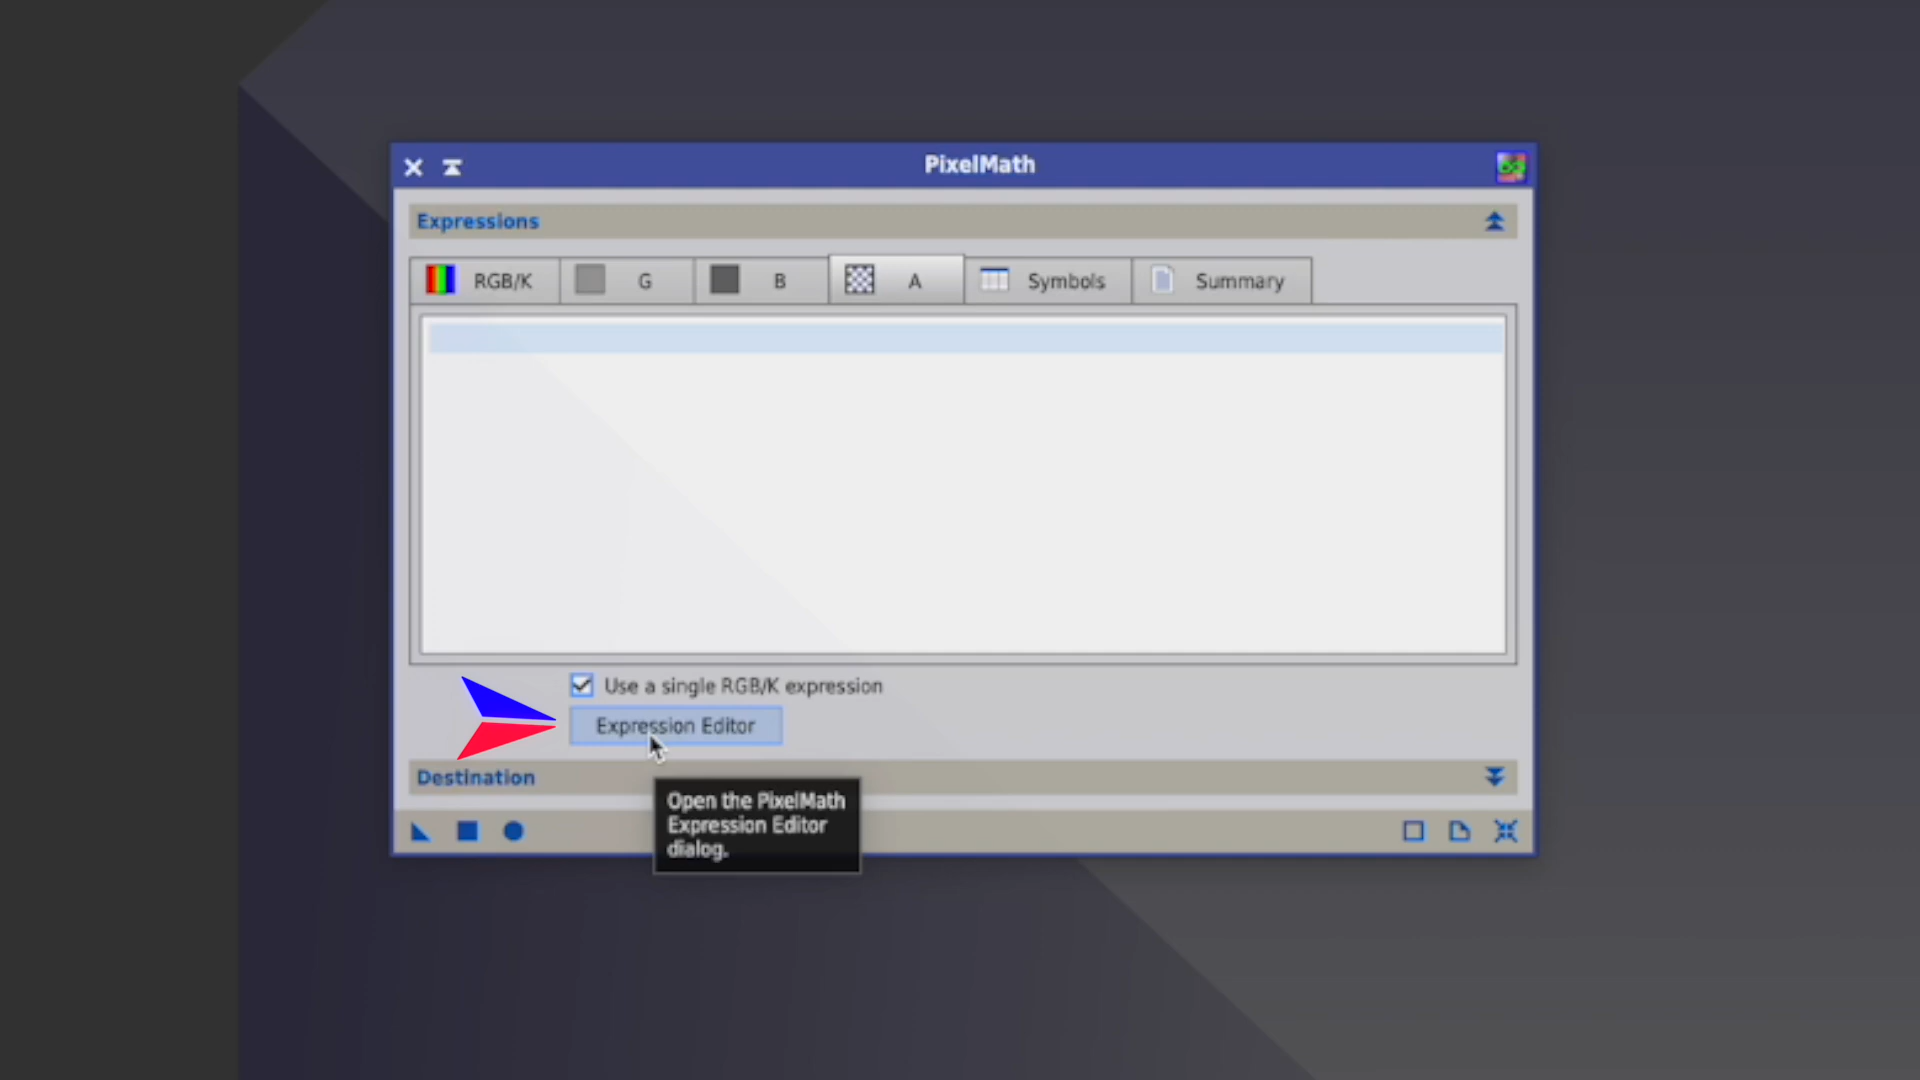 PixelMath
Expressions
RGB/K
G
B
A
Symbols
Summary
Use a single RGB/K expression
Expression Editor
Destination
Open the PixelMath
Expression Editor
dialog.